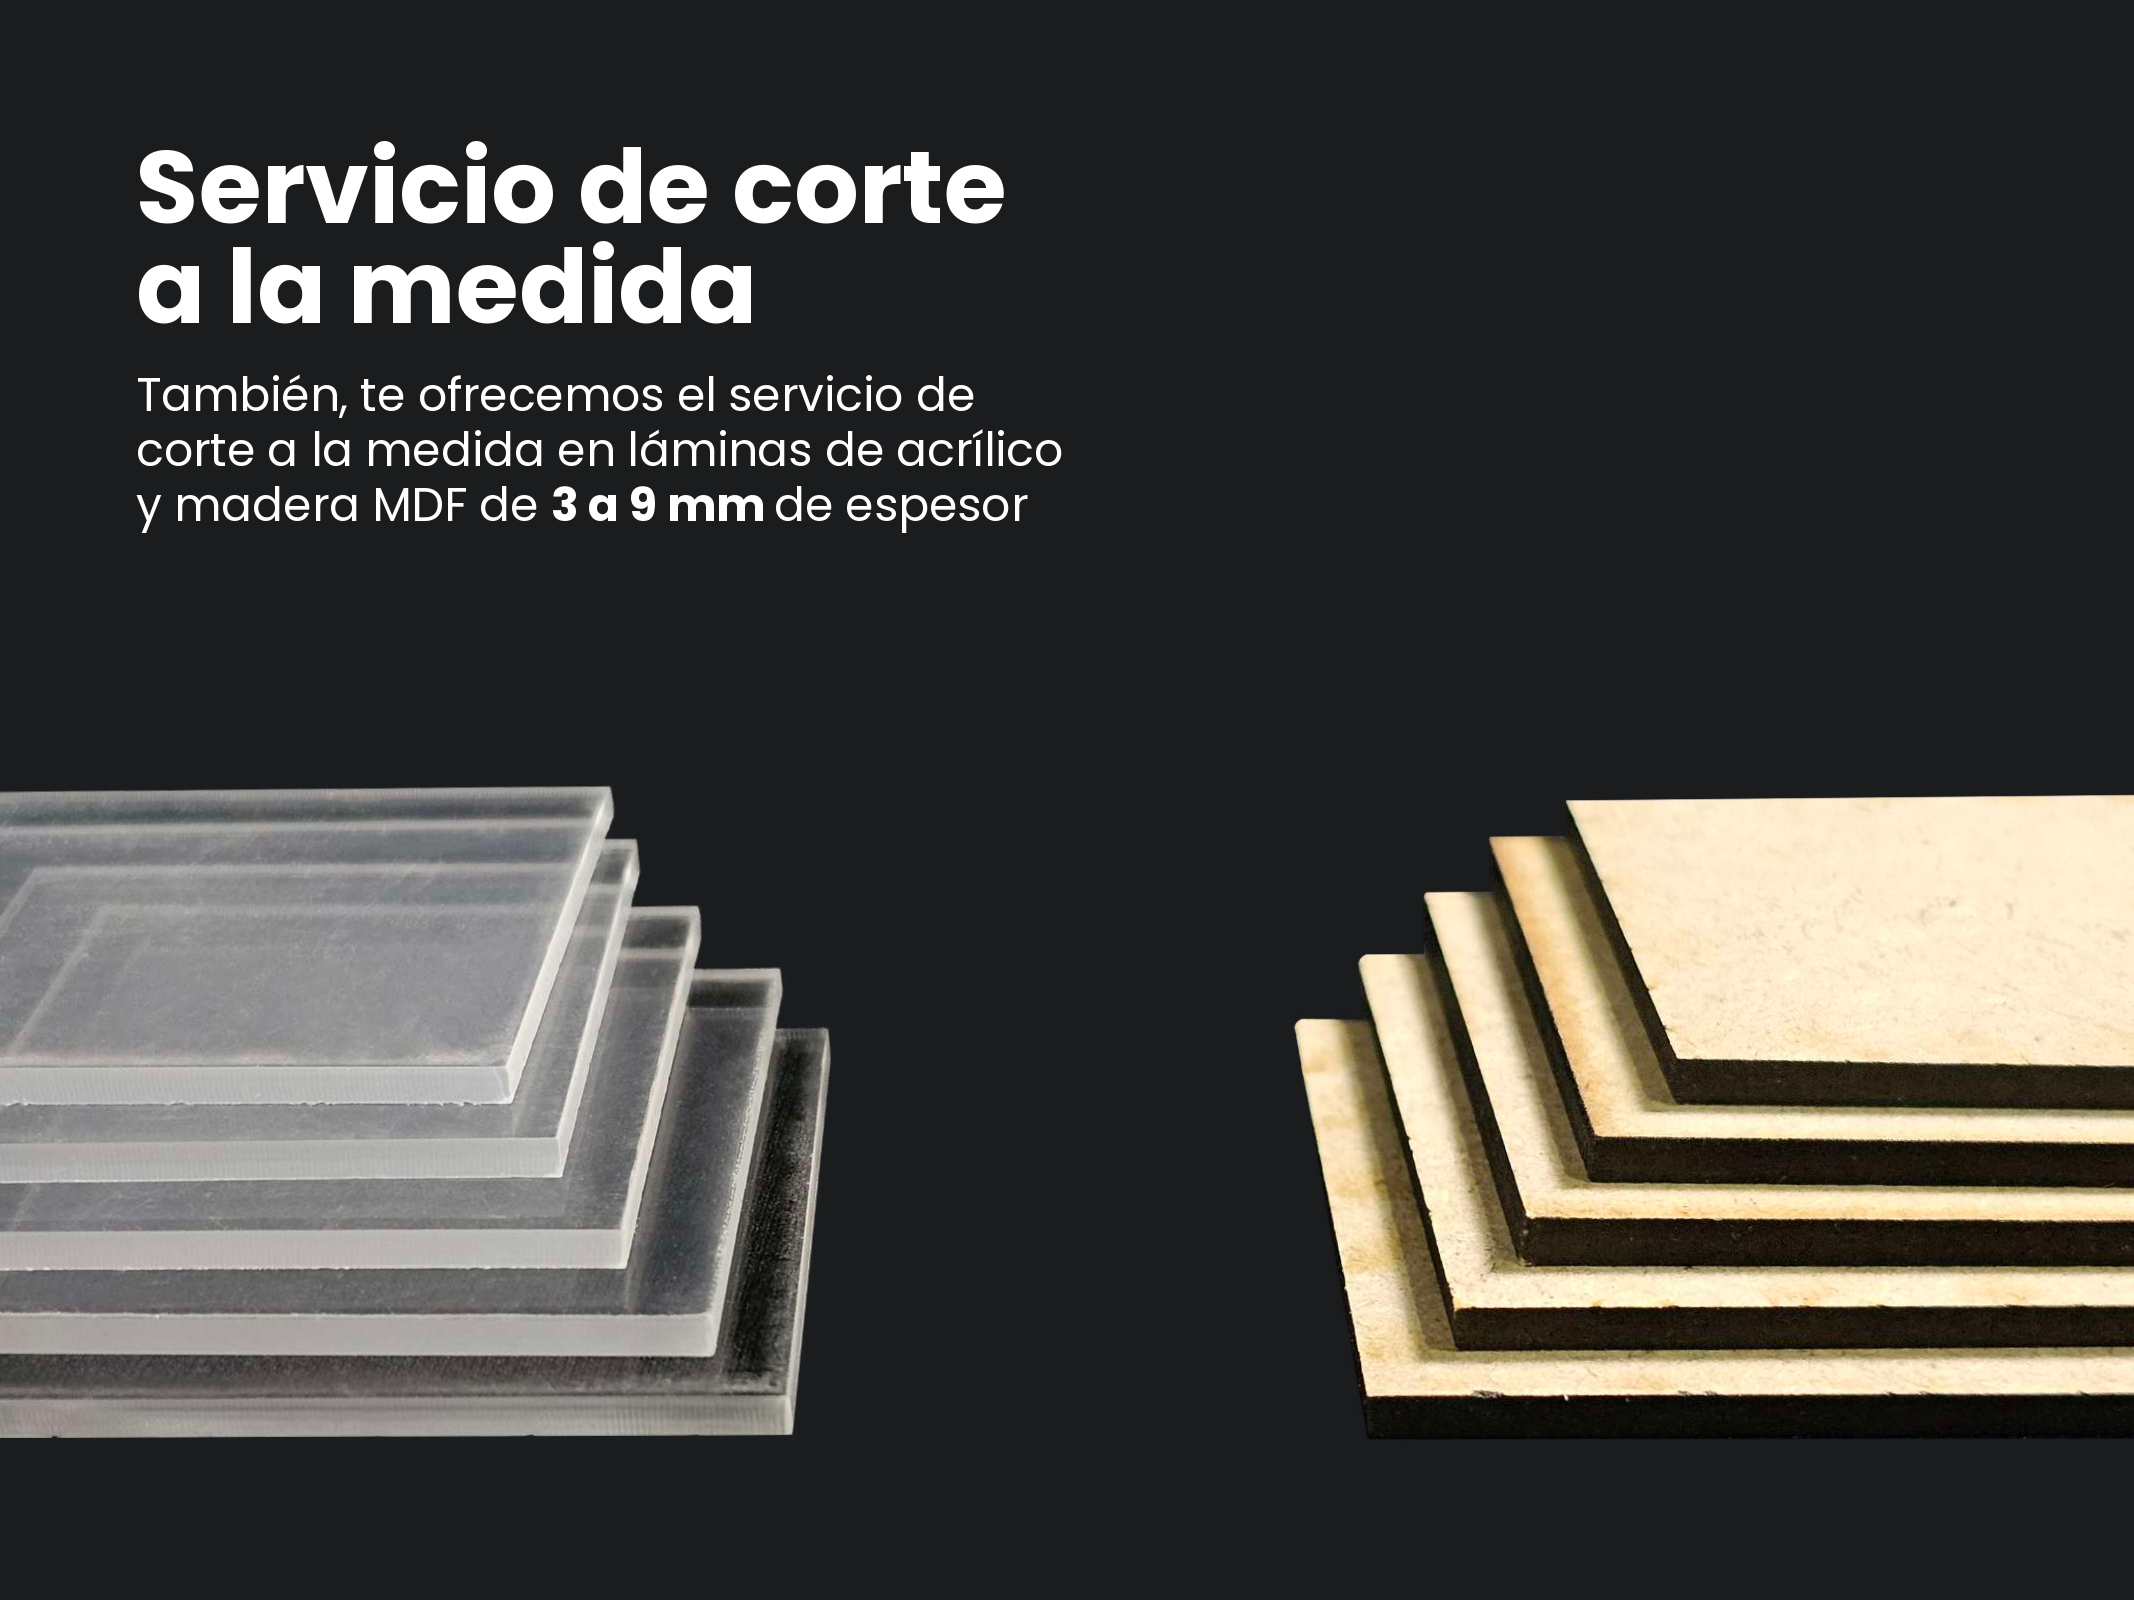 Servicio de corte
a la medida
También, te ofrecemos el servicio de
corte a la medida en láminas de acrílico
y madera MDF de 3 a 9 mm de espesor